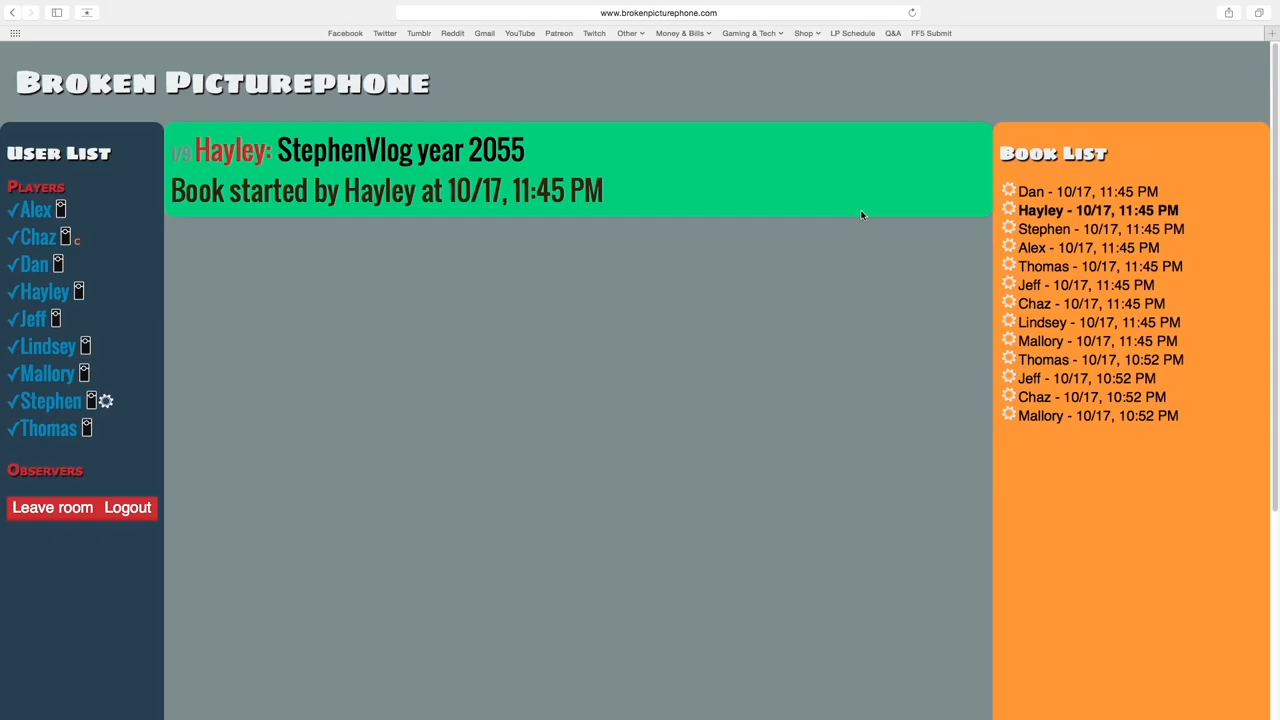 www.brokenpicturephone.com
Facebook Twitter Tumblr Reddit Gmail YouTube Patreon Twitch Other Money & Bills Gaming & Tech Shop LP Schedule Q&A FF5 Submit
Broken Picturephone
User List
Players
✓Alex
✓Chaz c
✓Dan
✓Hayley
✓Jeff
✓Lindsey
✓Mallory
✓Stephen
✓Thomas
Observers
Leave room Logout
1/9 Hayley: StephenVlog year 2055
Book started by Hayley at 10/17, 11:45 PM
Book List
Dan - 10/17, 11:45 PM
Hayley - 10/17, 11:45 PM
Stephen - 10/17, 11:45 PM
Alex - 10/17, 11:45 PM
Thomas - 10/17, 11:45 PM
Jeff - 10/17, 11:45 PM
Chaz - 10/17, 11:45 PM
Lindsey - 10/17, 11:45 PM
Mallory - 10/17, 11:45 PM
Thomas - 10/17, 10:52 PM
Jeff - 10/17, 10:52 PM
Chaz - 10/17, 10:52 PM
Mallory - 10/17, 10:52 PM